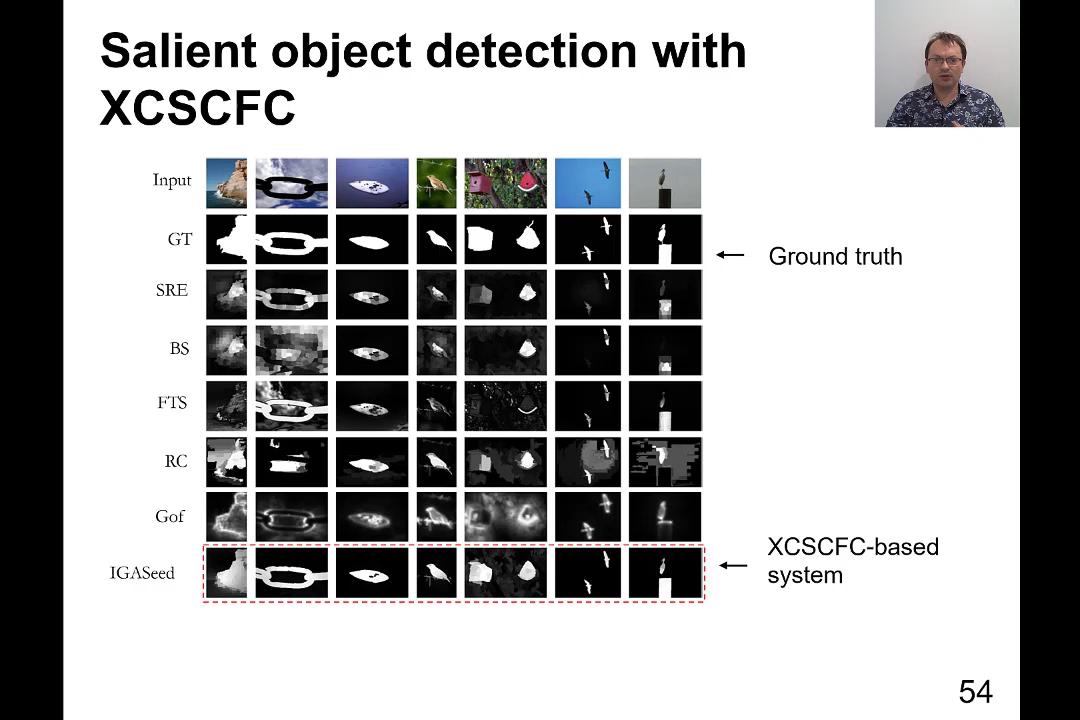 Salient object detection with
XCSCFC
Input
GT
Ground truth
SRE
BS
FTS
RC
Gof
IGASeed
XCSCFC-based
system
54